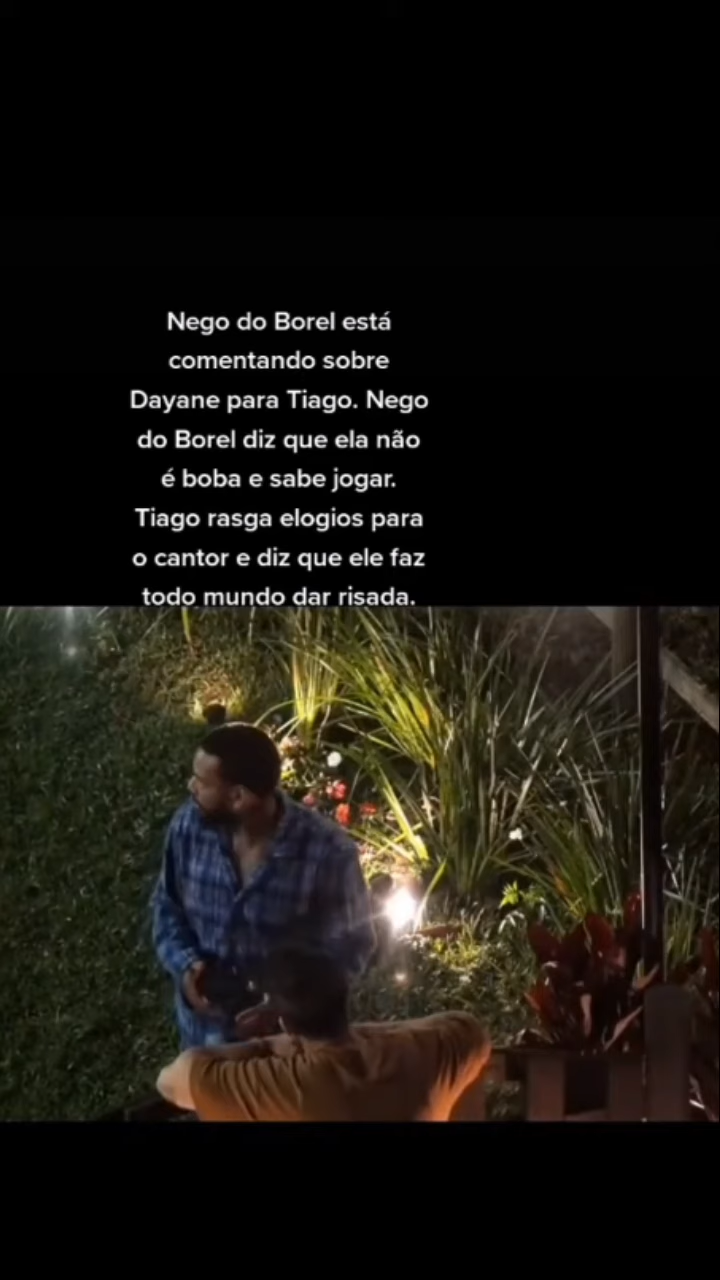 Nego do Borel está
comentando sobre
Dayane para Tiago. Nego
do Borel diz que ela não
é boba e sabe jogar.
Tiago rasga elogios para
o cantor e diz que ele faz
todo mundo dar risada.